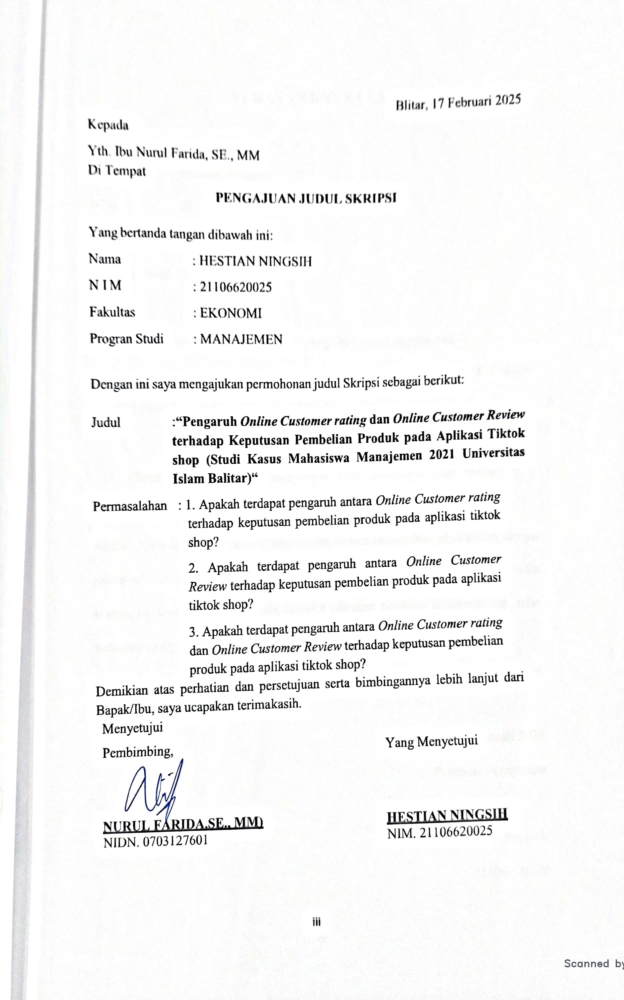 Blitar, 17 Februari 2025
Kepada
Yth. Ibu Nurul Farida, SE., MM
Di Tempat
PENGAJUAN JUDUL SKRIPSI
Yang bertanda tangan dibawah ini:
Nama : HESTIAN NINGSIH
N I M : 21106620025
Fakultas : EKONOMI
Progran Studi : MANAJEMEN
Dengan ini saya mengajukan permohonan judul Skripsi sebagai berikut:
Judul :“Pengaruh Online Customer rating dan Online Customer Review
terhadap Keputusan Pembelian Produk pada Aplikasi Tiktok
shop (Studi Kasus Mahasiswa Manajemen 2021 Universitas
Islam Balitar)“
Permasalahan : 1. Apakah terdapat pengaruh antara Online Customer rating
terhadap keputusan pembelian produk pada aplikasi tiktok
shop?
2. Apakah terdapat pengaruh antara Online Customer
Review terhadap keputusan pembelian produk pada aplikasi
tiktok shop?
3. Apakah terdapat pengaruh antara Online Customer rating
dan Online Customer Review terhadap keputusan pembelian
produk pada aplikasi tiktok shop?
Demikian atas perhatian dan persetujuan serta bimbingannya lebih lanjut dari
Bapak/Ibu, saya ucapakan terimakasih.
Menyetujui
Yang Menyetujui
Pembimbing,
NURUL FARIDA,SE., MM)
HESTIAN NINGSIH
NIDN. 0703127601
NIM. 21106620025
iii
Scanned by